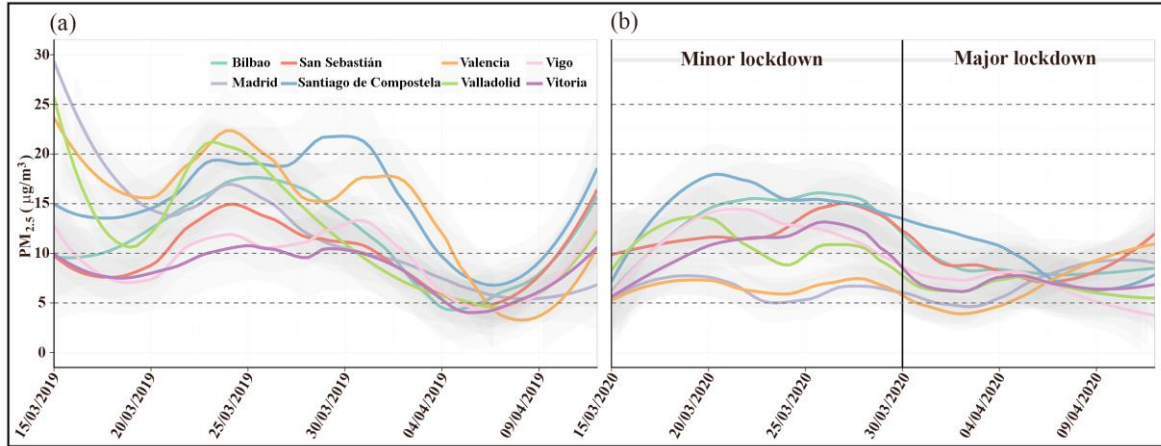 (a)
(b)
Minor lockdown
Major lockdown
Bilbao
San Sebastián
Valencia
Vigo
Madrid
Santiago de Compostela
Valladolid
Vitoria
PM2.5 ( μg/m³)
30
25
20
15
10
5
0
15/03/2019
20/03/2019
25/03/2019
30/03/2019
04/04/2019
09/04/2019
15/03/2020
20/03/2020
25/03/2020
30/03/2020
04/04/2020
09/04/2020